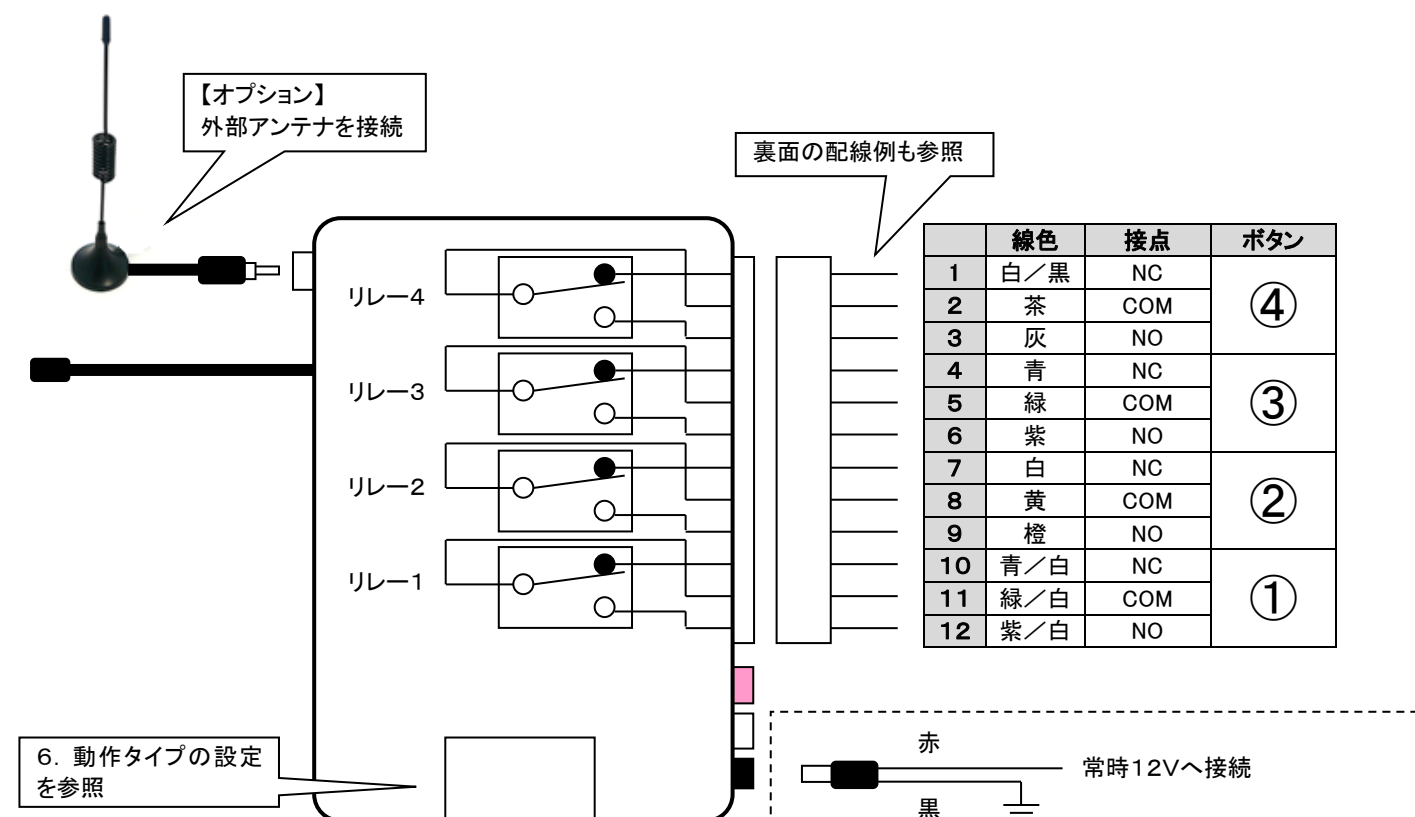 【オプション】
外部アンテナを接続
裏面の配線例も参照
線色 接点 ボタン
1 白／黒 NC ④
2 茶 COM
3 灰 NO
4 青 NC ③
5 緑 COM
6 紫 NO
7 白 NC ②
8 黄 COM
9 橙 NO
10 青／白 NC ①
11 緑／白 COM
12 紫／白 NO
リレー4
リレー3
リレー2
リレー1
6．動作タイプの設定
を参照
赤
常時12Vへ接続
黒